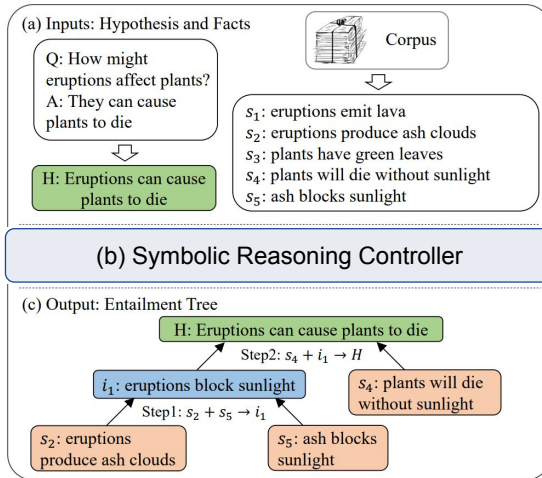 (a) Inputs: Hypothesis and Facts
Q: How might
eruptions affect plants?
A: They can cause
plants to die
H: Eruptions can cause
plants to die
Corpus
s₁: eruptions emit lava
s₂: eruptions produce ash clouds
s₃: plants have green leaves
s₄: plants will die without sunlight
s₅: ash blocks sunlight
(b) Symbolic Reasoning Controller
(c) Output: Entailment Tree
H: Eruptions can cause plants to die
Step2: s₄ + i₁ → H
i₁: eruptions block sunlight
s₄: plants will die
without sunlight
Step1: s₂ + s₅ → i₁
s₂: eruptions
produce ash clouds
s₅: ash blocks
sunlight